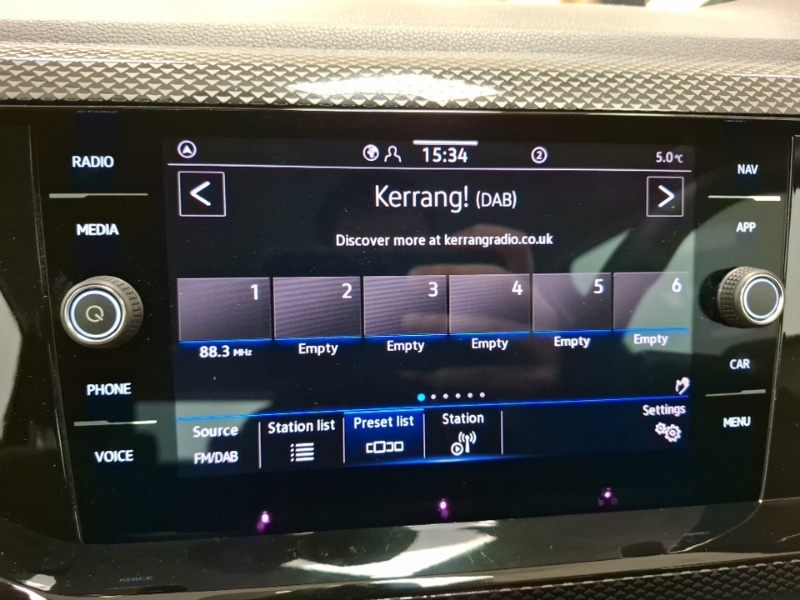 RADIO
MEDIA
PHONE
VOICE
15:34
2
5.0°C
<
Kerrang! (DAB)
>
Discover more at kerrangradio.co.uk
1 2 3 4 5 6
88.3 MHz Empty Empty Empty Empty Empty
Source
FM/DAB
Station list
Preset list
Station
Settings
NAV
APP
CAR
MENU